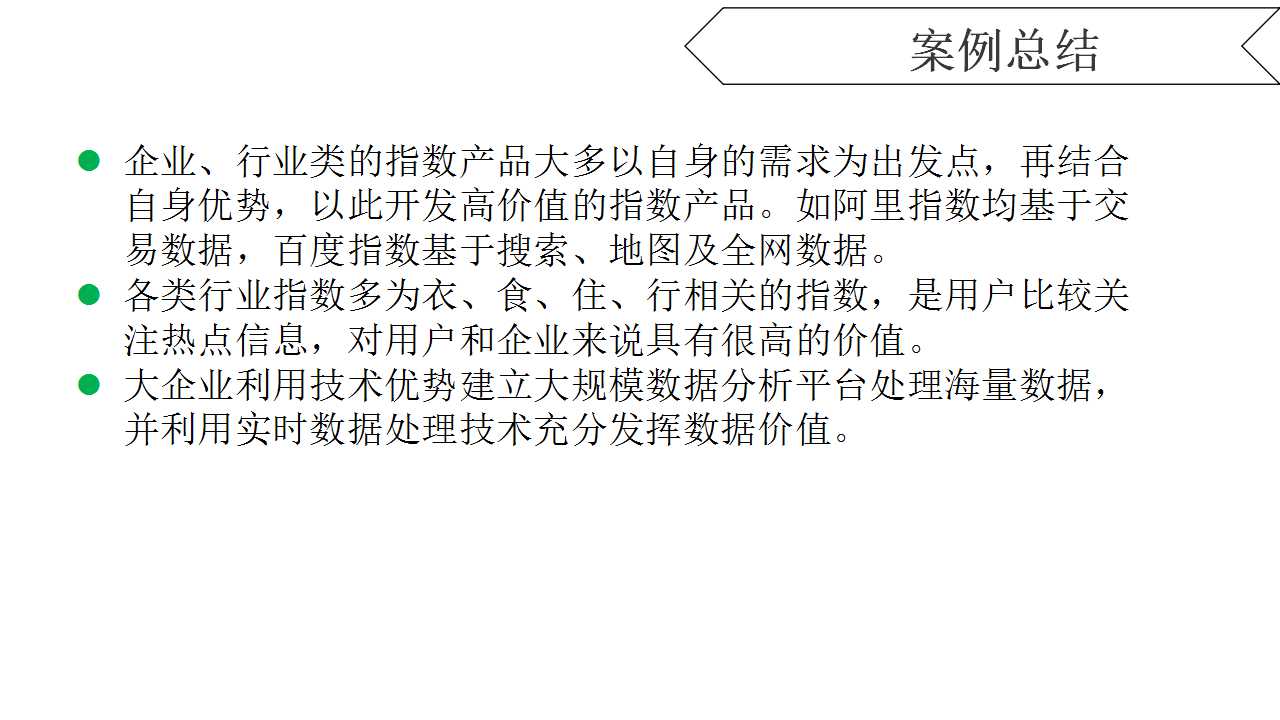 案例总结
企业、行业类的指数产品大多以自身的需求为出发点，再结合
自身优势，以此开发高价值的指数产品。如阿里指数均基于交
易数据，百度指数基于搜索、地图及全网数据。
各类行业指数多为衣、食、住、行相关的指数，是用户比较关
注热点信息，对用户和企业来说具有很高的价值。
大企业利用技术优势建立大规模数据分析平台处理海量数据，
并利用实时数据处理技术充分发挥数据价值。